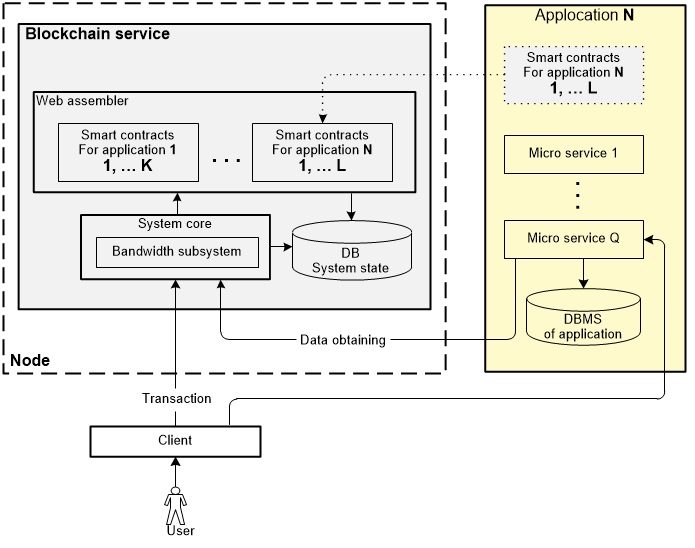 Blockchain service
Web assembler
Smart contracts
For application 1
1, ... K
. . .
Smart contracts
For application N
1, ... L
System core
Bandwidth subsystem
DB
System state
Node
Applocation N
Smart contracts
For application N
1, ... L
Micro service 1
Micro service Q
DBMS
of application
Data obtaining
Transaction
Client
User